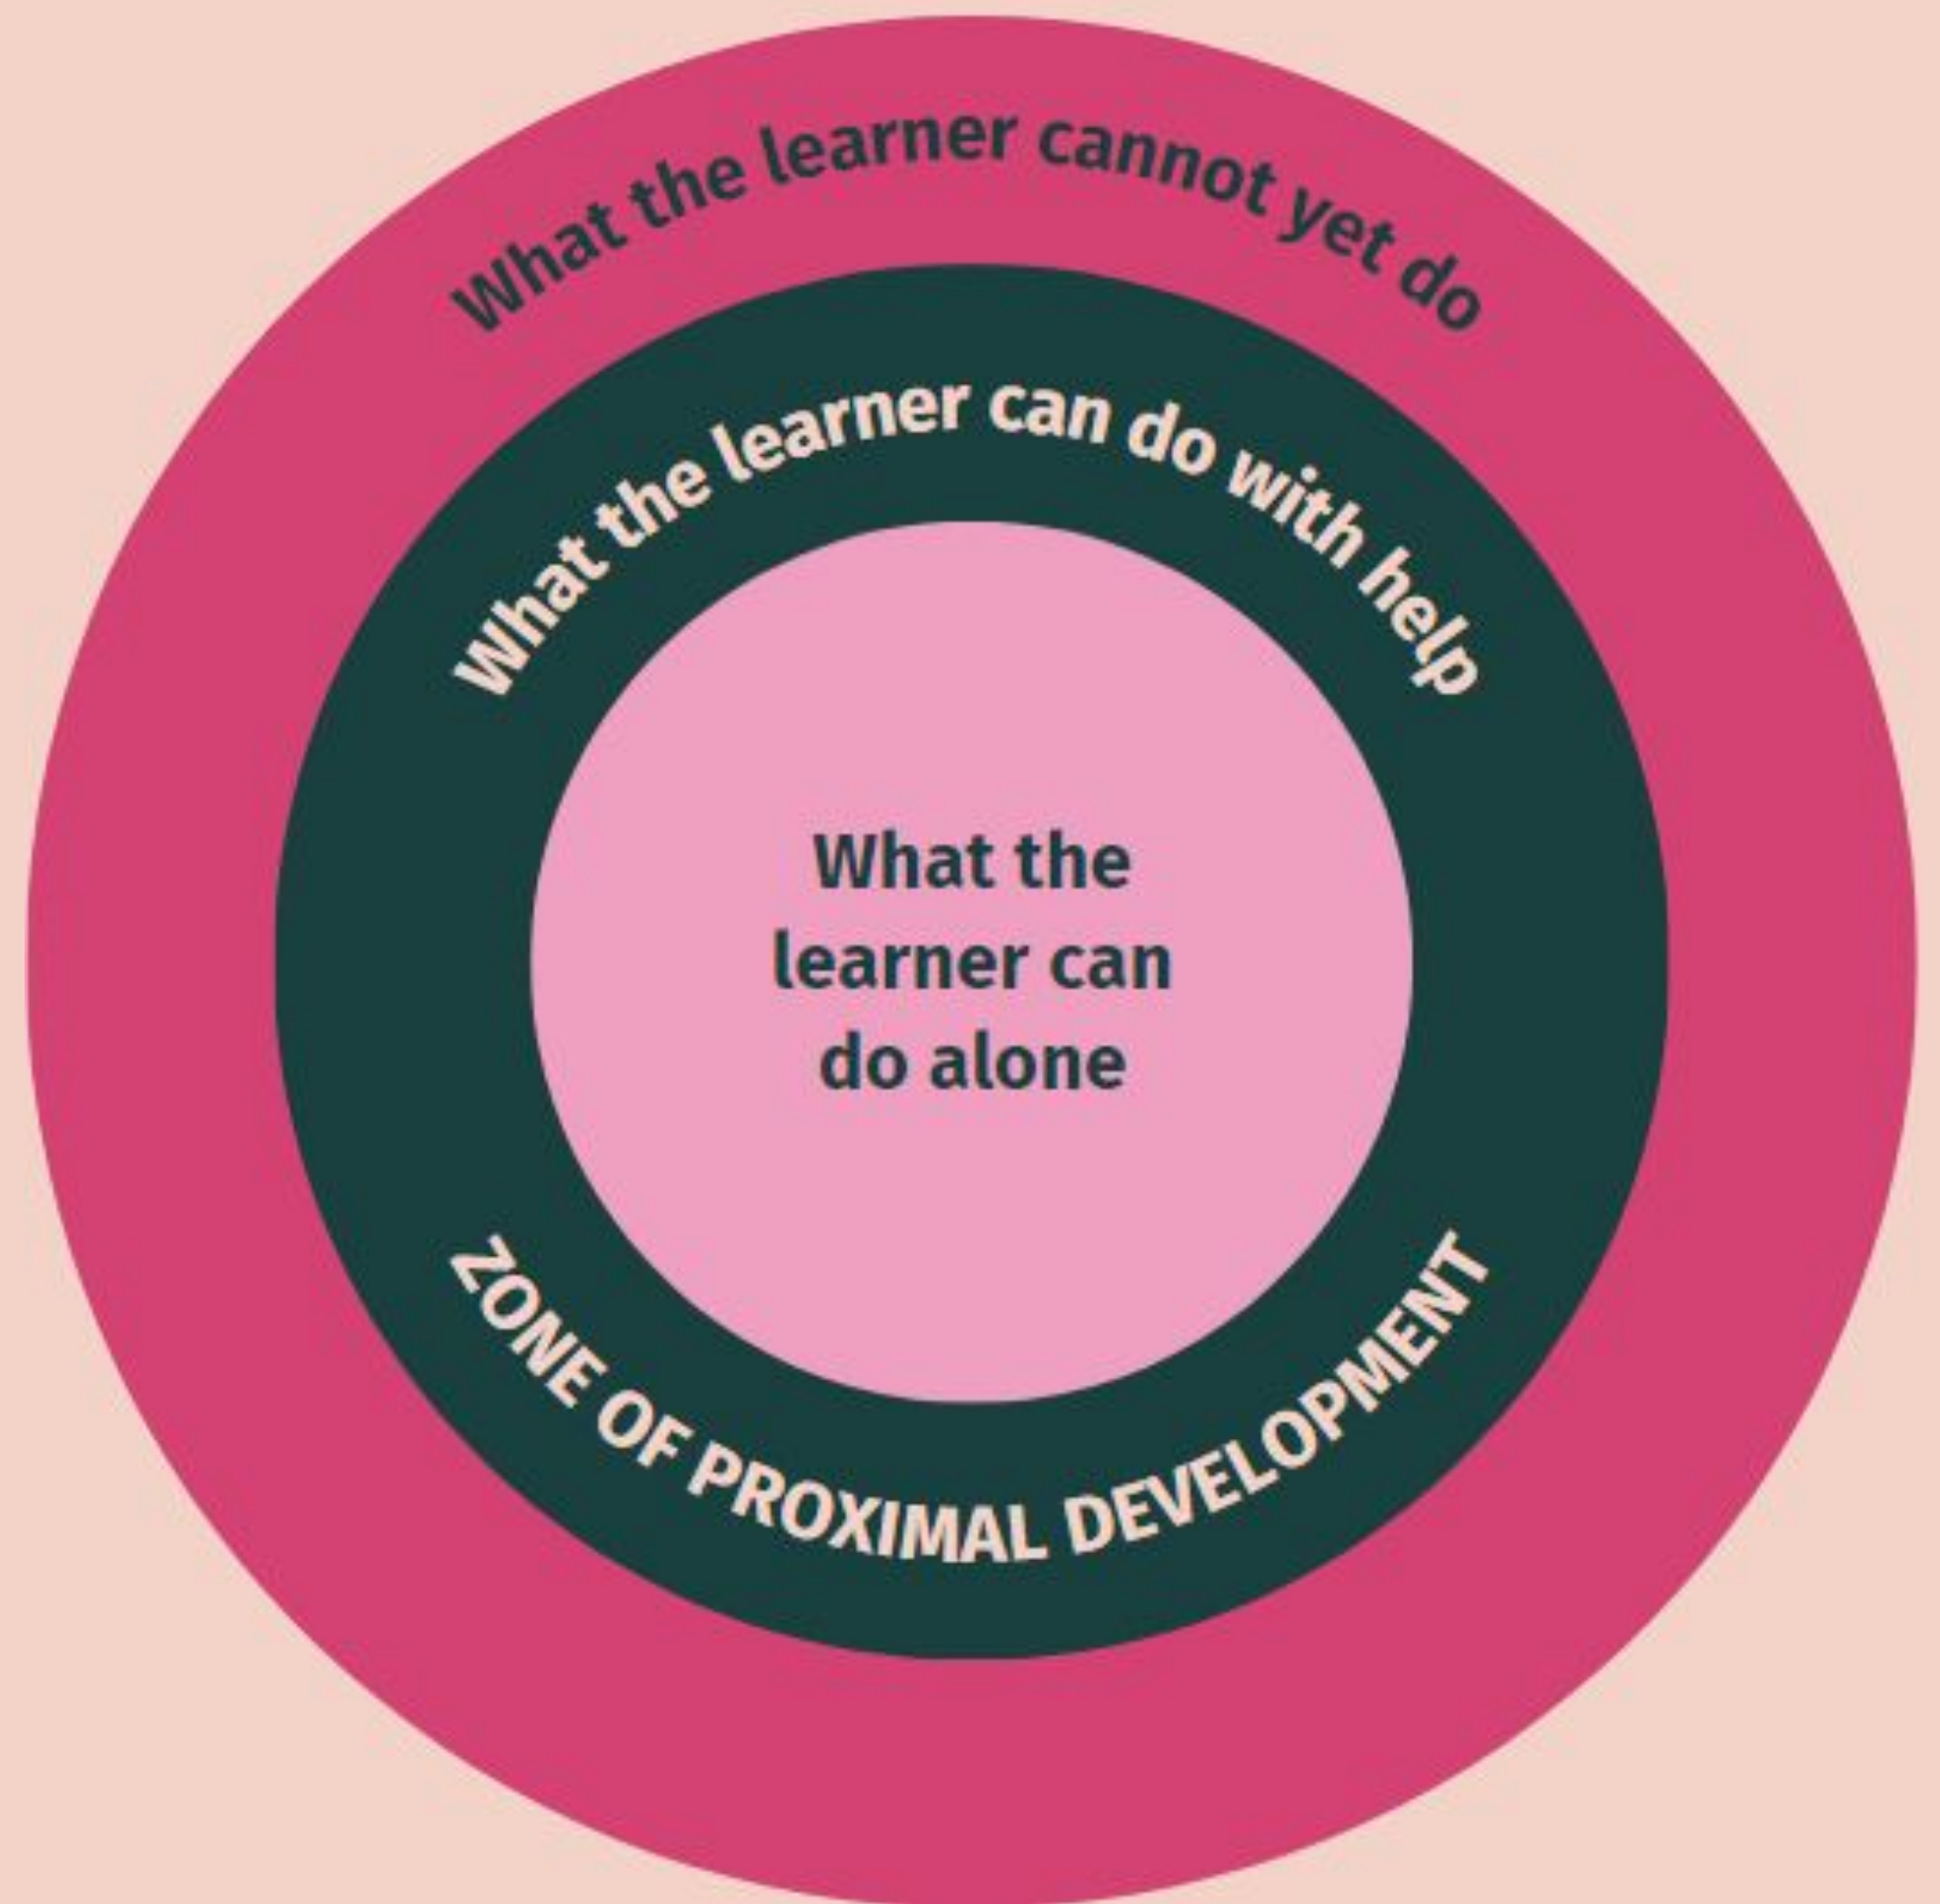 What the learner cannot yet do
What the learner can do with help
What the
learner can
do alone
ZONE OF PROXIMAL DEVELOPMENT